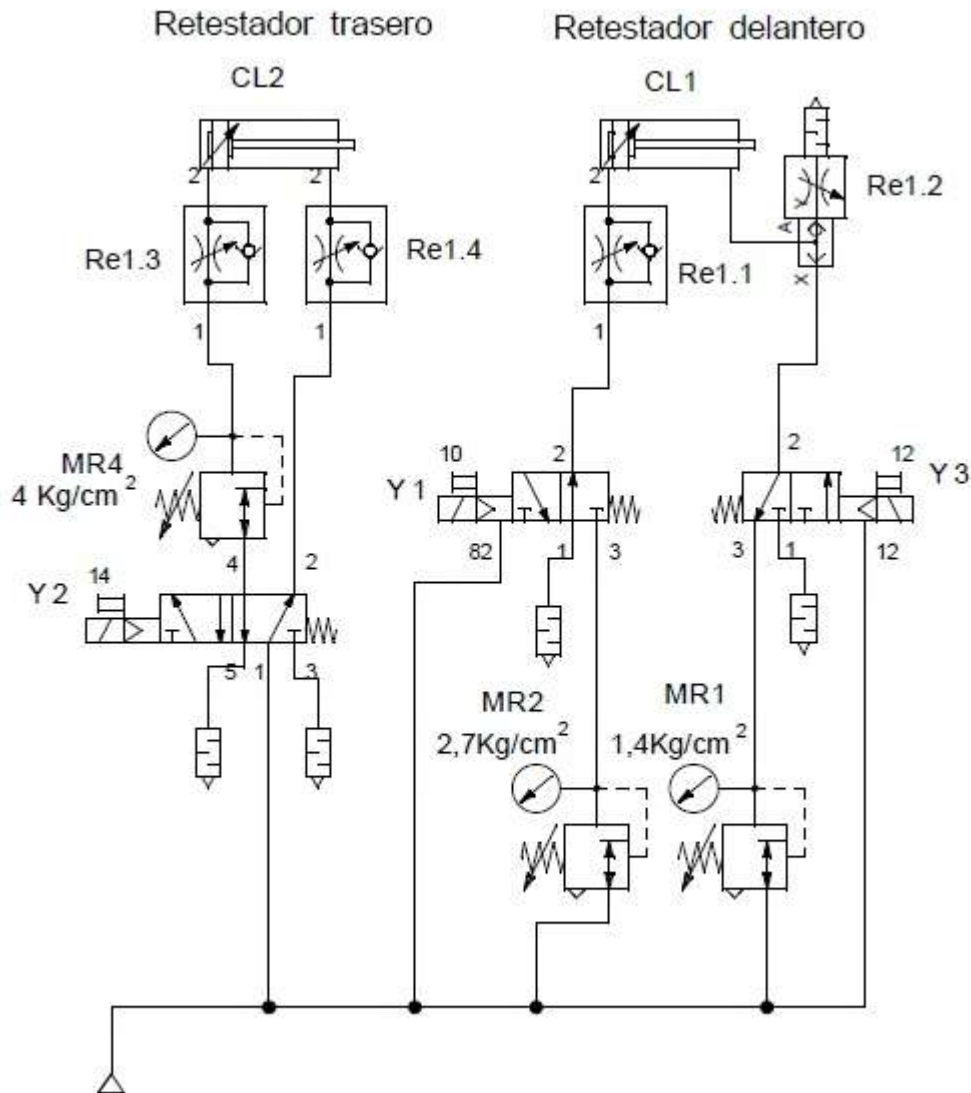 Retestador trasero
Retestador delantero
CL2
CL1
2
2
2
Re1.2
A
Y
X
Re1.3
Re1.4
Re1.1
1
1
1
MR4
4 Kg/cm2
10
2
2
12
Y 1
Y 3
82
1
3
3
1
12
4
2
14
Y 2
5
1
3
MR2
2,7Kg/cm2
MR1
1,4Kg/cm2